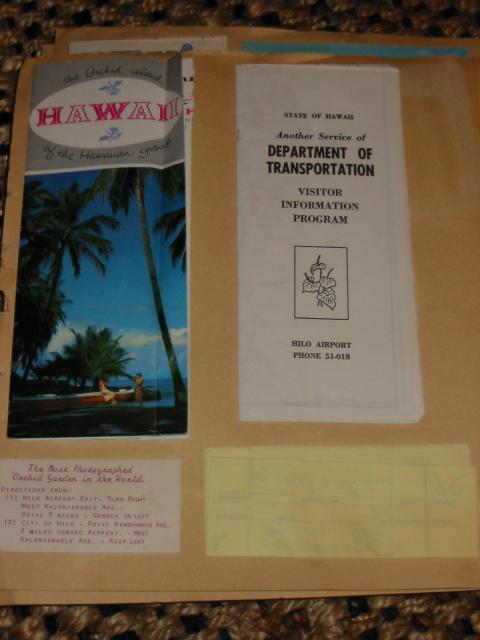 the Orchid island
HAWAII
of the Hawaiian group
STATE OF HAWAII
Another Service of
DEPARTMENT OF
TRANSPORTATION
VISITOR
INFORMATION
PROGRAM
HILO AIRPORT
PHONE 51-018
The Most Photographed
Orchid Garden in the World.
DIRECTIONS FROM:
(1) HILO AIRPORT EXIT- TURN RIGHT
MEET KALANIANAOLE AVE.-
DRIVE 2 MILES - GARDEN ON LEFT
(2) CITY OF HILO - DRIVE KAMEHAMEHA AVE.
2 MILES TOWARD AIRPORT. - MEET
KALANIANAOLE AVE. - KEEP LEFT